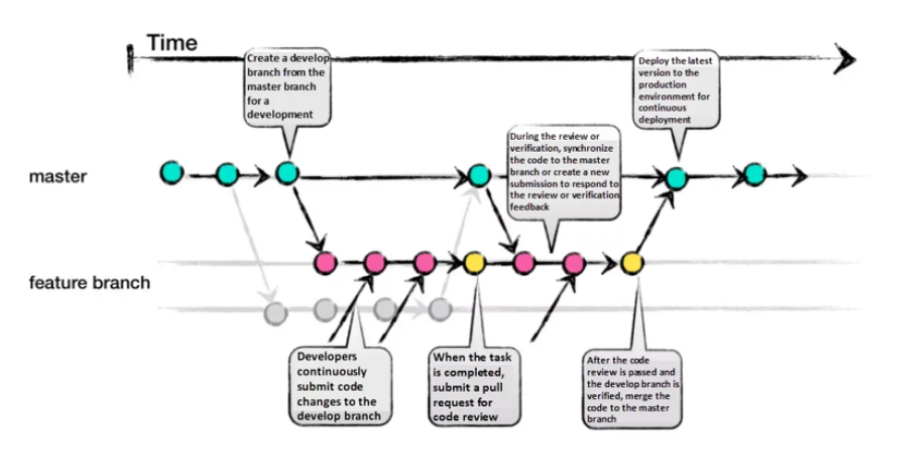 Time
Create a develop
branch from the
master branch
for a
development
Deploy the latest
version to the
production
environment for
continuous
deployment
During the review or
verification, synchronize
the code to the master
branch or create a new
submission to respond to
the review or verification
feedback
master
feature branch
Developers
continuously
submit code
changes to the
develop branch
When the task
is completed,
submit a pull
request for
code review
After the code
review is passed and
the develop branch is
verified, merge the
code to the master
branch